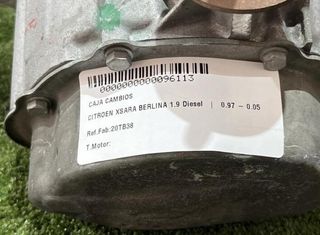 0000000000096113
CAJA CAMBIOS
CITROEN XSARA BERLINA 1.9 Diesel | 0.97 – 0.05
Ref.Fab:20TB38
T.Motor: